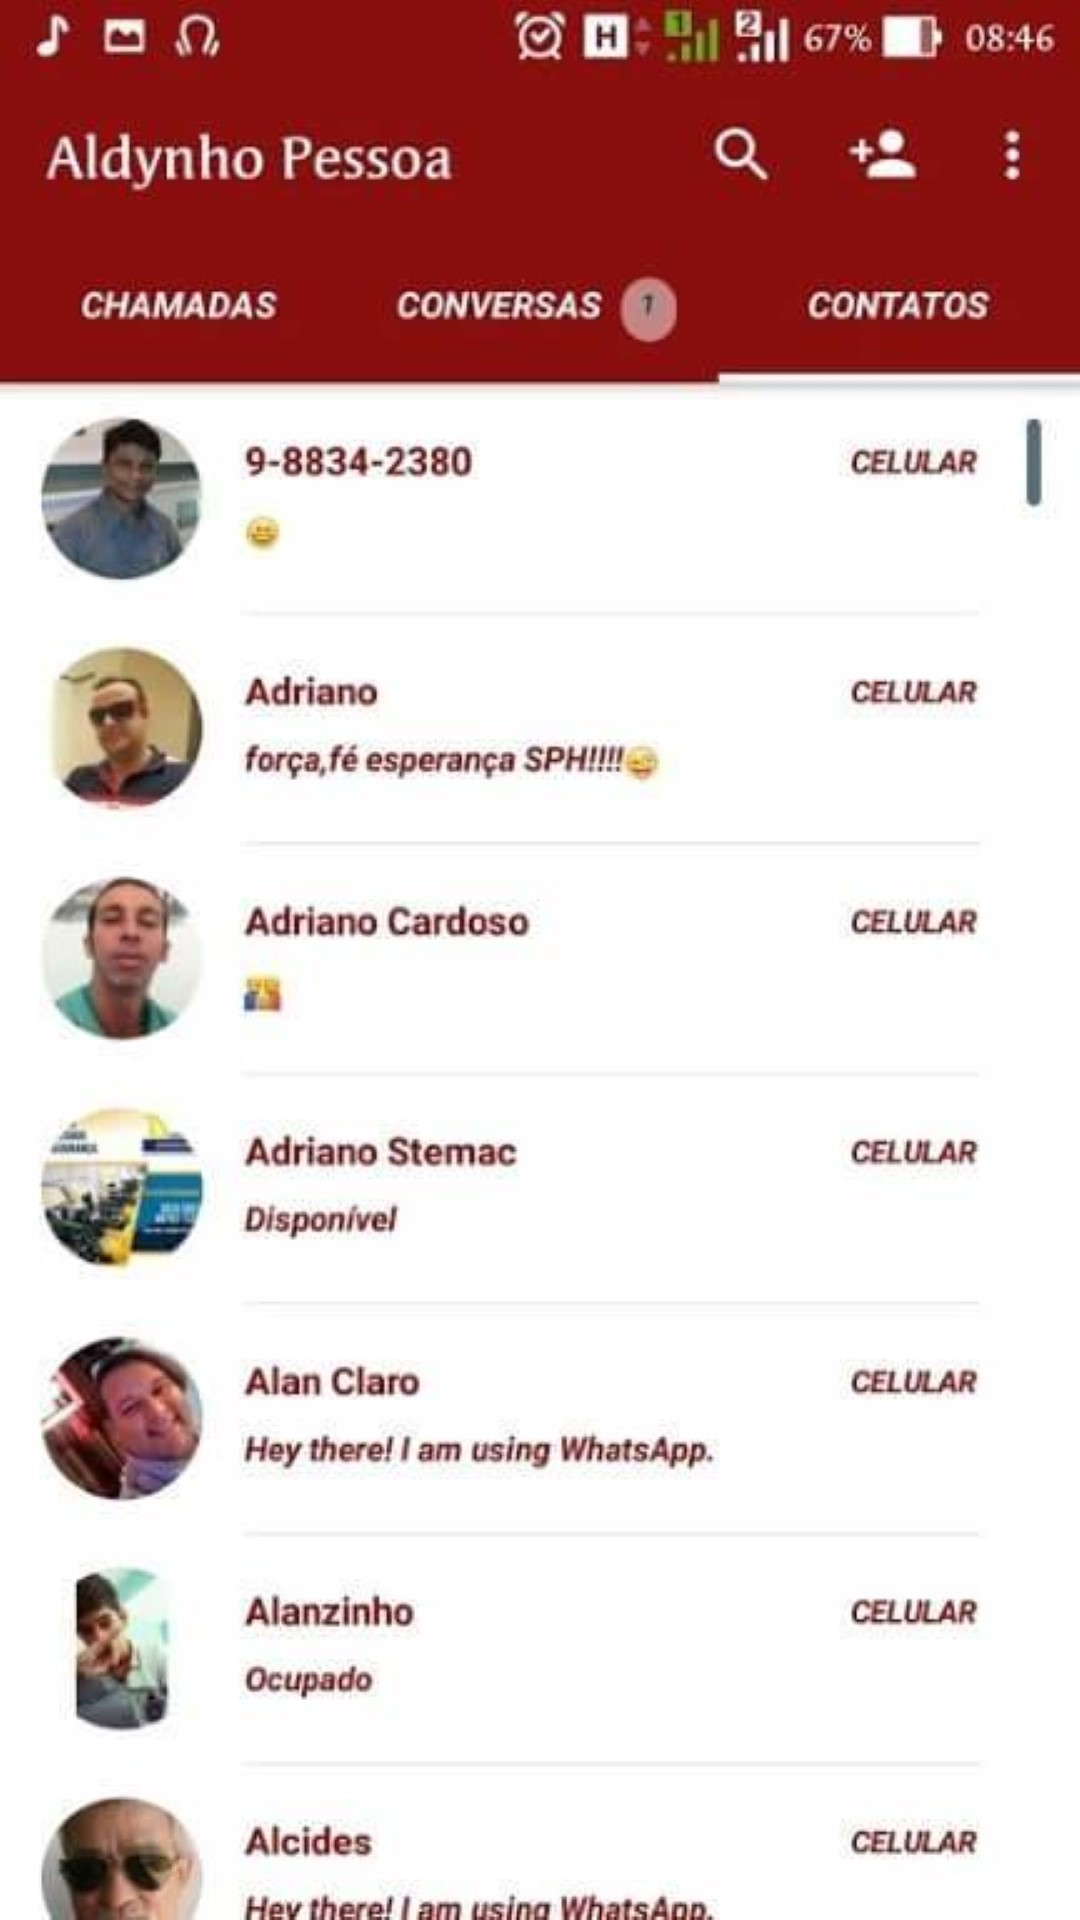 1 2 67% 08:46
H
Aldynho Pessoa
CHAMADAS CONVERSAS 1 CONTATOS
9-8834-2380 CELULAR
😀
Adriano CELULAR
força,fé esperança SPH!!!!😜
Adriano Cardoso CELULAR
Adriano Stemac CELULAR
Disponível
Alan Claro CELULAR
Hey there! I am using WhatsApp.
Alanzinho CELULAR
Ocupado
Alcides CELULAR
Hey there! I am using WhatsApp.